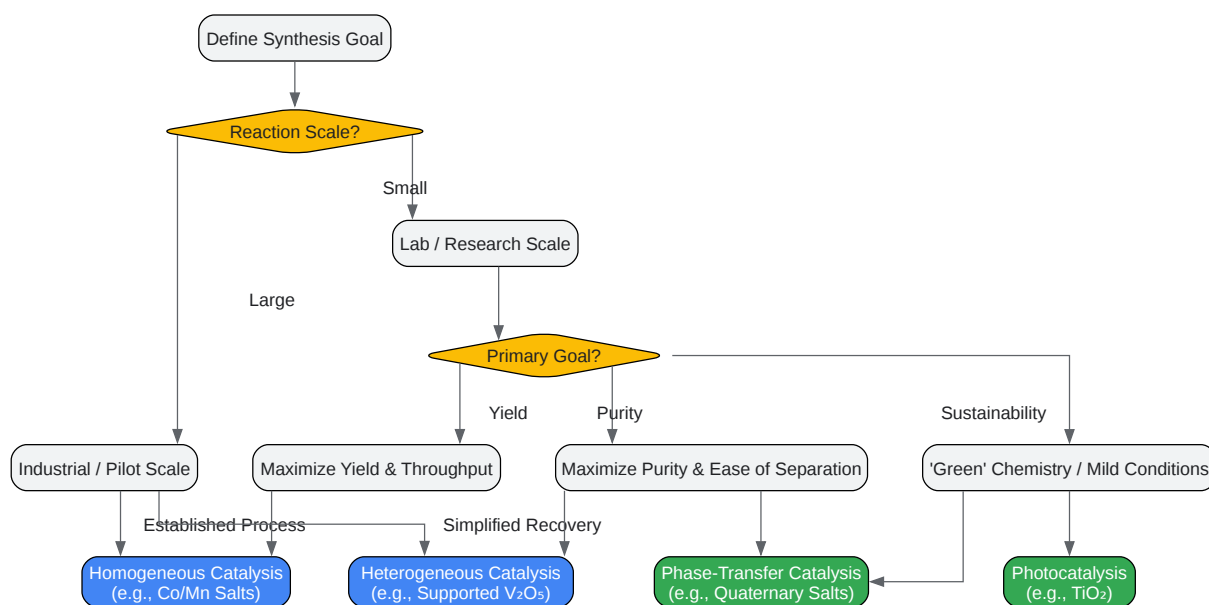 Define Synthesis Goal
Reaction Scale?
Small
Lab / Research Scale
Large
Primary Goal?
Yield
Purity
Sustainability
Industrial / Pilot Scale
Maximize Yield & Throughput
Maximize Purity & Ease of Separation
'Green' Chemistry / Mild Conditions
Established Process
Simplified Recovery
Homogeneous Catalysis
(e.g., Co/Mn Salts)
Heterogeneous Catalysis
(e.g., Supported V₂O₅)
Phase-Transfer Catalysis
(e.g., Quaternary Salts)
Photocatalysis
(e.g., TiO₂)